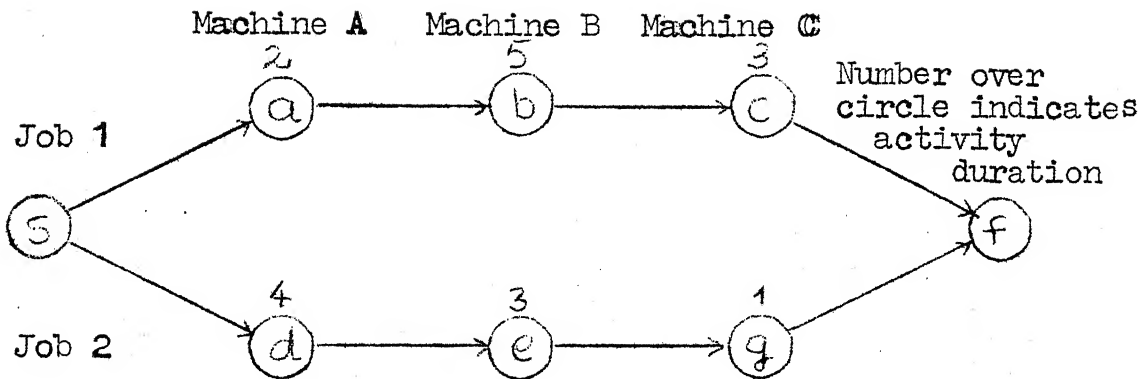 Machine A Machine B Machine C
2 5 3
a b c
Number over
circle indicates
activity
duration
Job 1
s f
4 3 1
d e g
Job 2